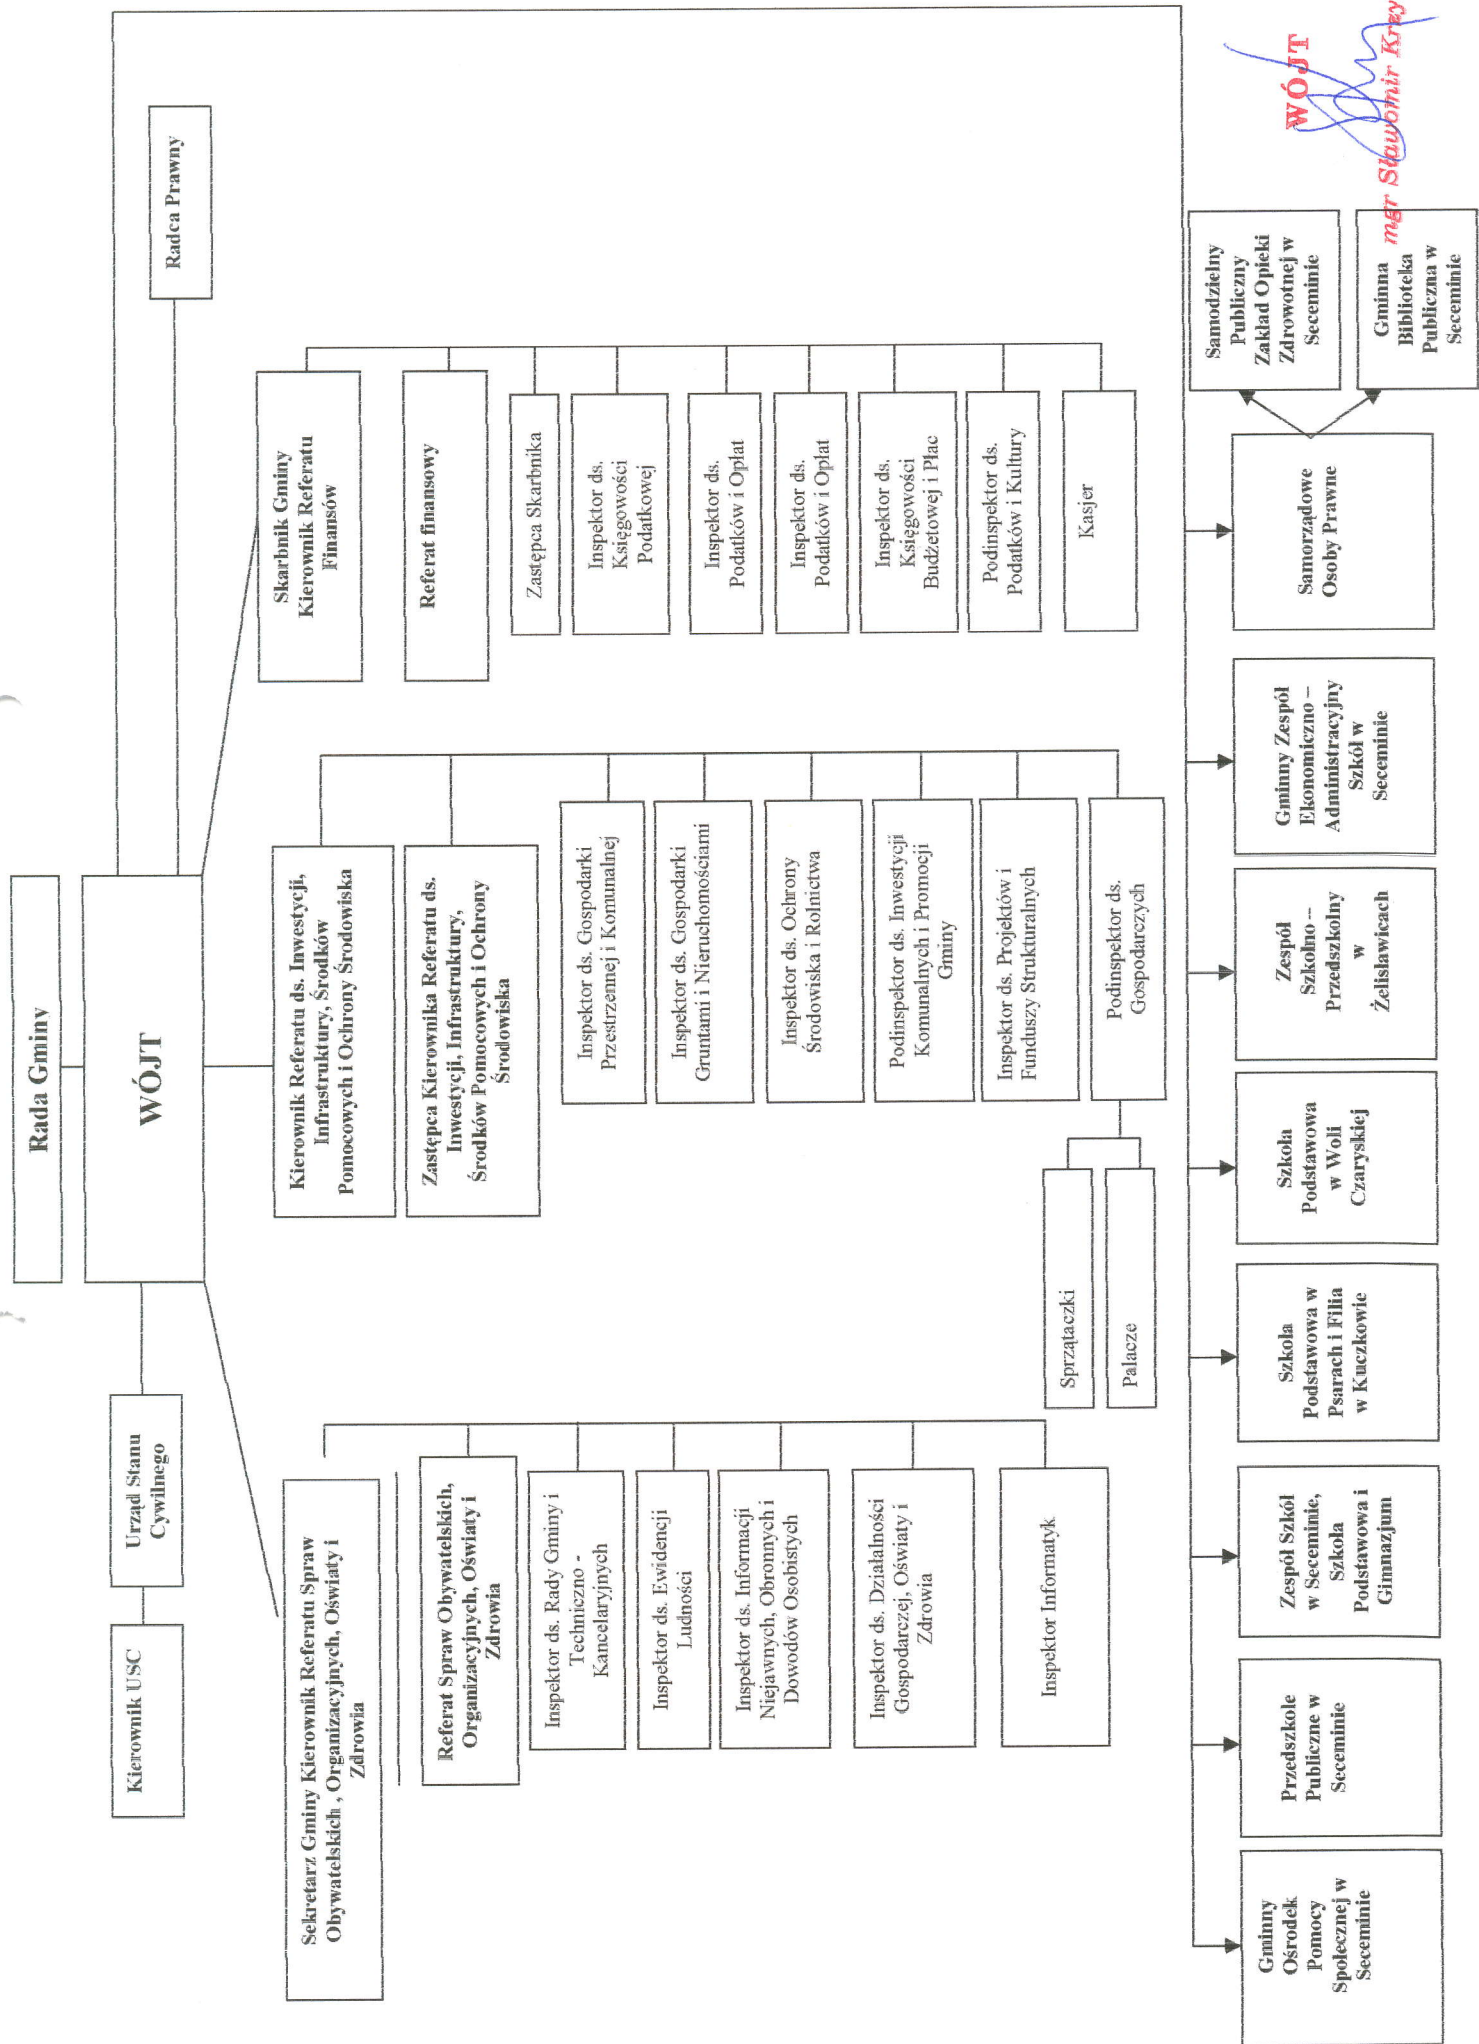 Rada Gminy
WÓJT
Radca Prawny
Urząd Stanu
Cywilnego
Kierownik USC
Sekretarz Gminy Kierownik Referatu Spraw
Obywatelskich , Organizacyjnych, Oświaty i
Zdrowia
Referat Spraw Obywatelskich,
Organizacyjnych, Oświaty i
Zdrowia
Inspektor ds. Rady Gminy i
Techniczno -
Kancelaryjnych
Inspektor ds. Ewidencji
Ludności
Inspektor ds. Informacji
Niejawnych, Obronnych i
Dowodów Osobistych
Inspektor ds. Działalności
Gospodarczej, Oświaty i
Zdrowia
Inspektor Informatyk
Kierownik Referatu ds. Inwestycji,
Infrastruktury, Środków
Pomocowych i Ochrony Środowiska
Zastępca Kierownika Referatu ds.
Inwestycji, Infrastruktury,
Środków Pomocowych i Ochrony
Środowiska
Inspektor ds. Gospodarki
Przestrzennej i Komunalnej
Inspektor ds. Gospodarki
Gruntami i Nieruchomościami
Inspektor ds. Ochrony
Środowiska i Rolnictwa
Podinspektor ds. Inwestycji
Komunalnych i Promocji
Gminy
Inspektor ds. Projektów i
Funduszy Strukturalnych
Podinspektor ds.
Gospodarczych
Sprzątaczki
Palacze
Skarbnik Gminy
Kierownik Referatu
Finansów
Referat finansowy
Zastępca Skarbnika
Inspektor ds.
Księgowości
Podatkowej
Inspektor ds.
Podatków i Opłat
Inspektor ds.
Podatków i Opłat
Inspektor ds.
Księgowości
Budżetowej i Płac
Podinspektor ds.
Podatków i Kultury
Kasjer
Gminny
Ośrodek
Pomocy
Społecznej w
Seceminie
Przedszkole
Publiczne w
Seceminie
Zespół Szkół
w Seceminie,
Szkoła
Podstawowa i
Gimnazjum
Szkoła
Podstawowa w
Psarach i Filia
w Kuczkowie
Szkoła
Podstawowa
w Woli
Czaryskiej
Zespół
Szkolno –
Przedszkolny
w
Żelisławicach
Gminny Zespół
Ekonomiczno –
Administracyjny
Szkół w
Seceminie
Samorządowe
Osoby Prawne
Samodzielny
Publiczny
Zakład Opieki
Zdrowotnej w
Seceminie
Gminna
Biblioteka
Publiczna w
Seceminie
WÓJT
mgr Sławomir Krzy